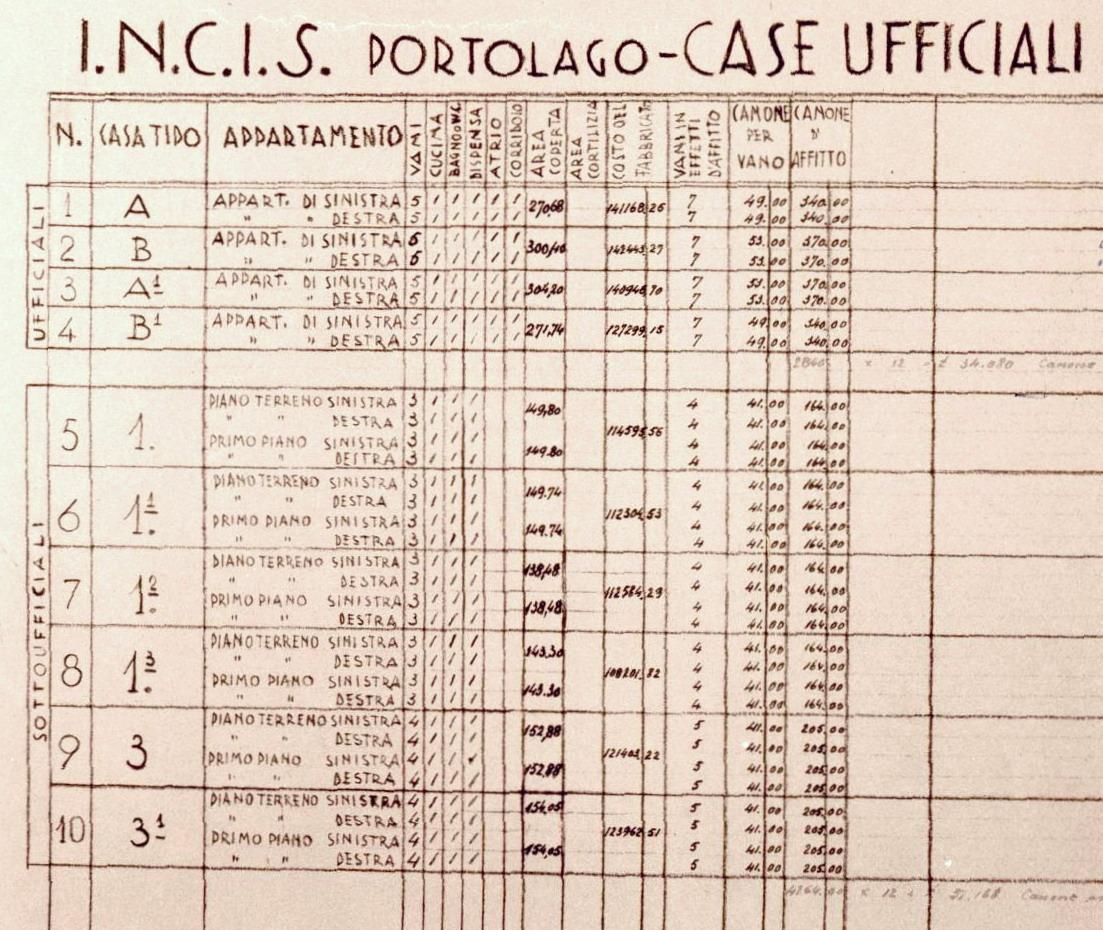 I.N.C.I.S. PORTOLAGO - CASE UFFICIALI
N. CASA TIPO APPARTAMENTO VANI CUCINA BAGNO o W.C. DISPENSA ATRIO CORRIDOIO AREA COPERTA AREA CORTILIZIA COSTO DEL FABBRICATO VANI IN EFFETTI D'AFFITTO CANONE PER VANO CANONE D'AFFITTO
UFFICIALI
1 A APPART. DI SINISTRA 5 / / / / / 270,68 141168,26 7 49.00 340.00
" " DESTRA 5 / / / / / 7 49.00 340.00
2 B APPART. DI SINISTRA 5 / / / / / 300,40 142443,27 7 53.00 370.00
" " DESTRA 5 / / / / / 7 53.00 370.00
3 A1 APPART. DI SINISTRA 5 / / / / / 304,20 140946,70 7 53.00 370.00
" " DESTRA 5 / / / / / 7 53.00 370.00
4 B1 APPART. DI SINISTRA 5 / / / / / 271,74 127299,15 7 49.00 340.00
" " DESTRA 5 / / / / / 7 49.00 340.00
2840 x 12 = £ 34.080 Canone
SOTTOUFFICIALI
5 1. PIANO TERRENO SINISTRA 3 / / / 149,80 114595,56 4 41.00 164.00
" " DESTRA 3 / / / 4 41.00 164.00
PRIMO PIANO SINISTRA 3 / / / 149.80 4 41.00 164.00
" " DESTRA 3 / / / 4 41.00 164.00
6 1.1 PIANO TERRENO SINISTRA 3 / / / 149.74 112304,53 4 41.00 164.00
" " DESTRA 3 / / / 4 41.00 164.00
PRIMO PIANO SINISTRA 3 / / / 149.74 4 41.00 164.00
" " DESTRA 3 / / / 4 41.00 164.00
7 1.2 PIANO TERRENO SINISTRA 3 / / / 138,48 112584,29 4 41.00 164.00
" " DESTRA 3 / / / 4 41.00 164.00
PRIMO PIANO SINISTRA 3 / / / 138,48 4 41.00 164.00
" " DESTRA 3 / / / 4 41.00 164.00
8 1.3 PIANO TERRENO SINISTRA 3 / / / 143.30 108201,82 4 41.00 164.00
" " DESTRA 3 / / / 4 41.00 164.00
PRIMO PIANO SINISTRA 3 / / / 143.30 4 41.00 164.00
" " DESTRA 3 / / / 4 41.00 164.00
9 3 PIANO TERRENO SINISTRA 4 / / / 152,88 121403,22 5 41.00 205.00
" " DESTRA 4 / / / 5 41.00 205.00
PRIMO PIANO SINISTRA 4 / / / 152,88 5 41.00 205.00
" " DESTRA 4 / / / 5 41.00 205.00
10 31 PIANO TERRENO SINISTRA 4 / / / 154,05 123962,51 5 41.00 205.00
" " DESTRA 4 / / / 5 41.00 205.00
PRIMO PIANO SINISTRA 4 / / / 154,05 5 41.00 205.00
" " DESTRA 4 / / / 5 41.00 205.00
4264.00 x 12 = £ 51.168 Canone